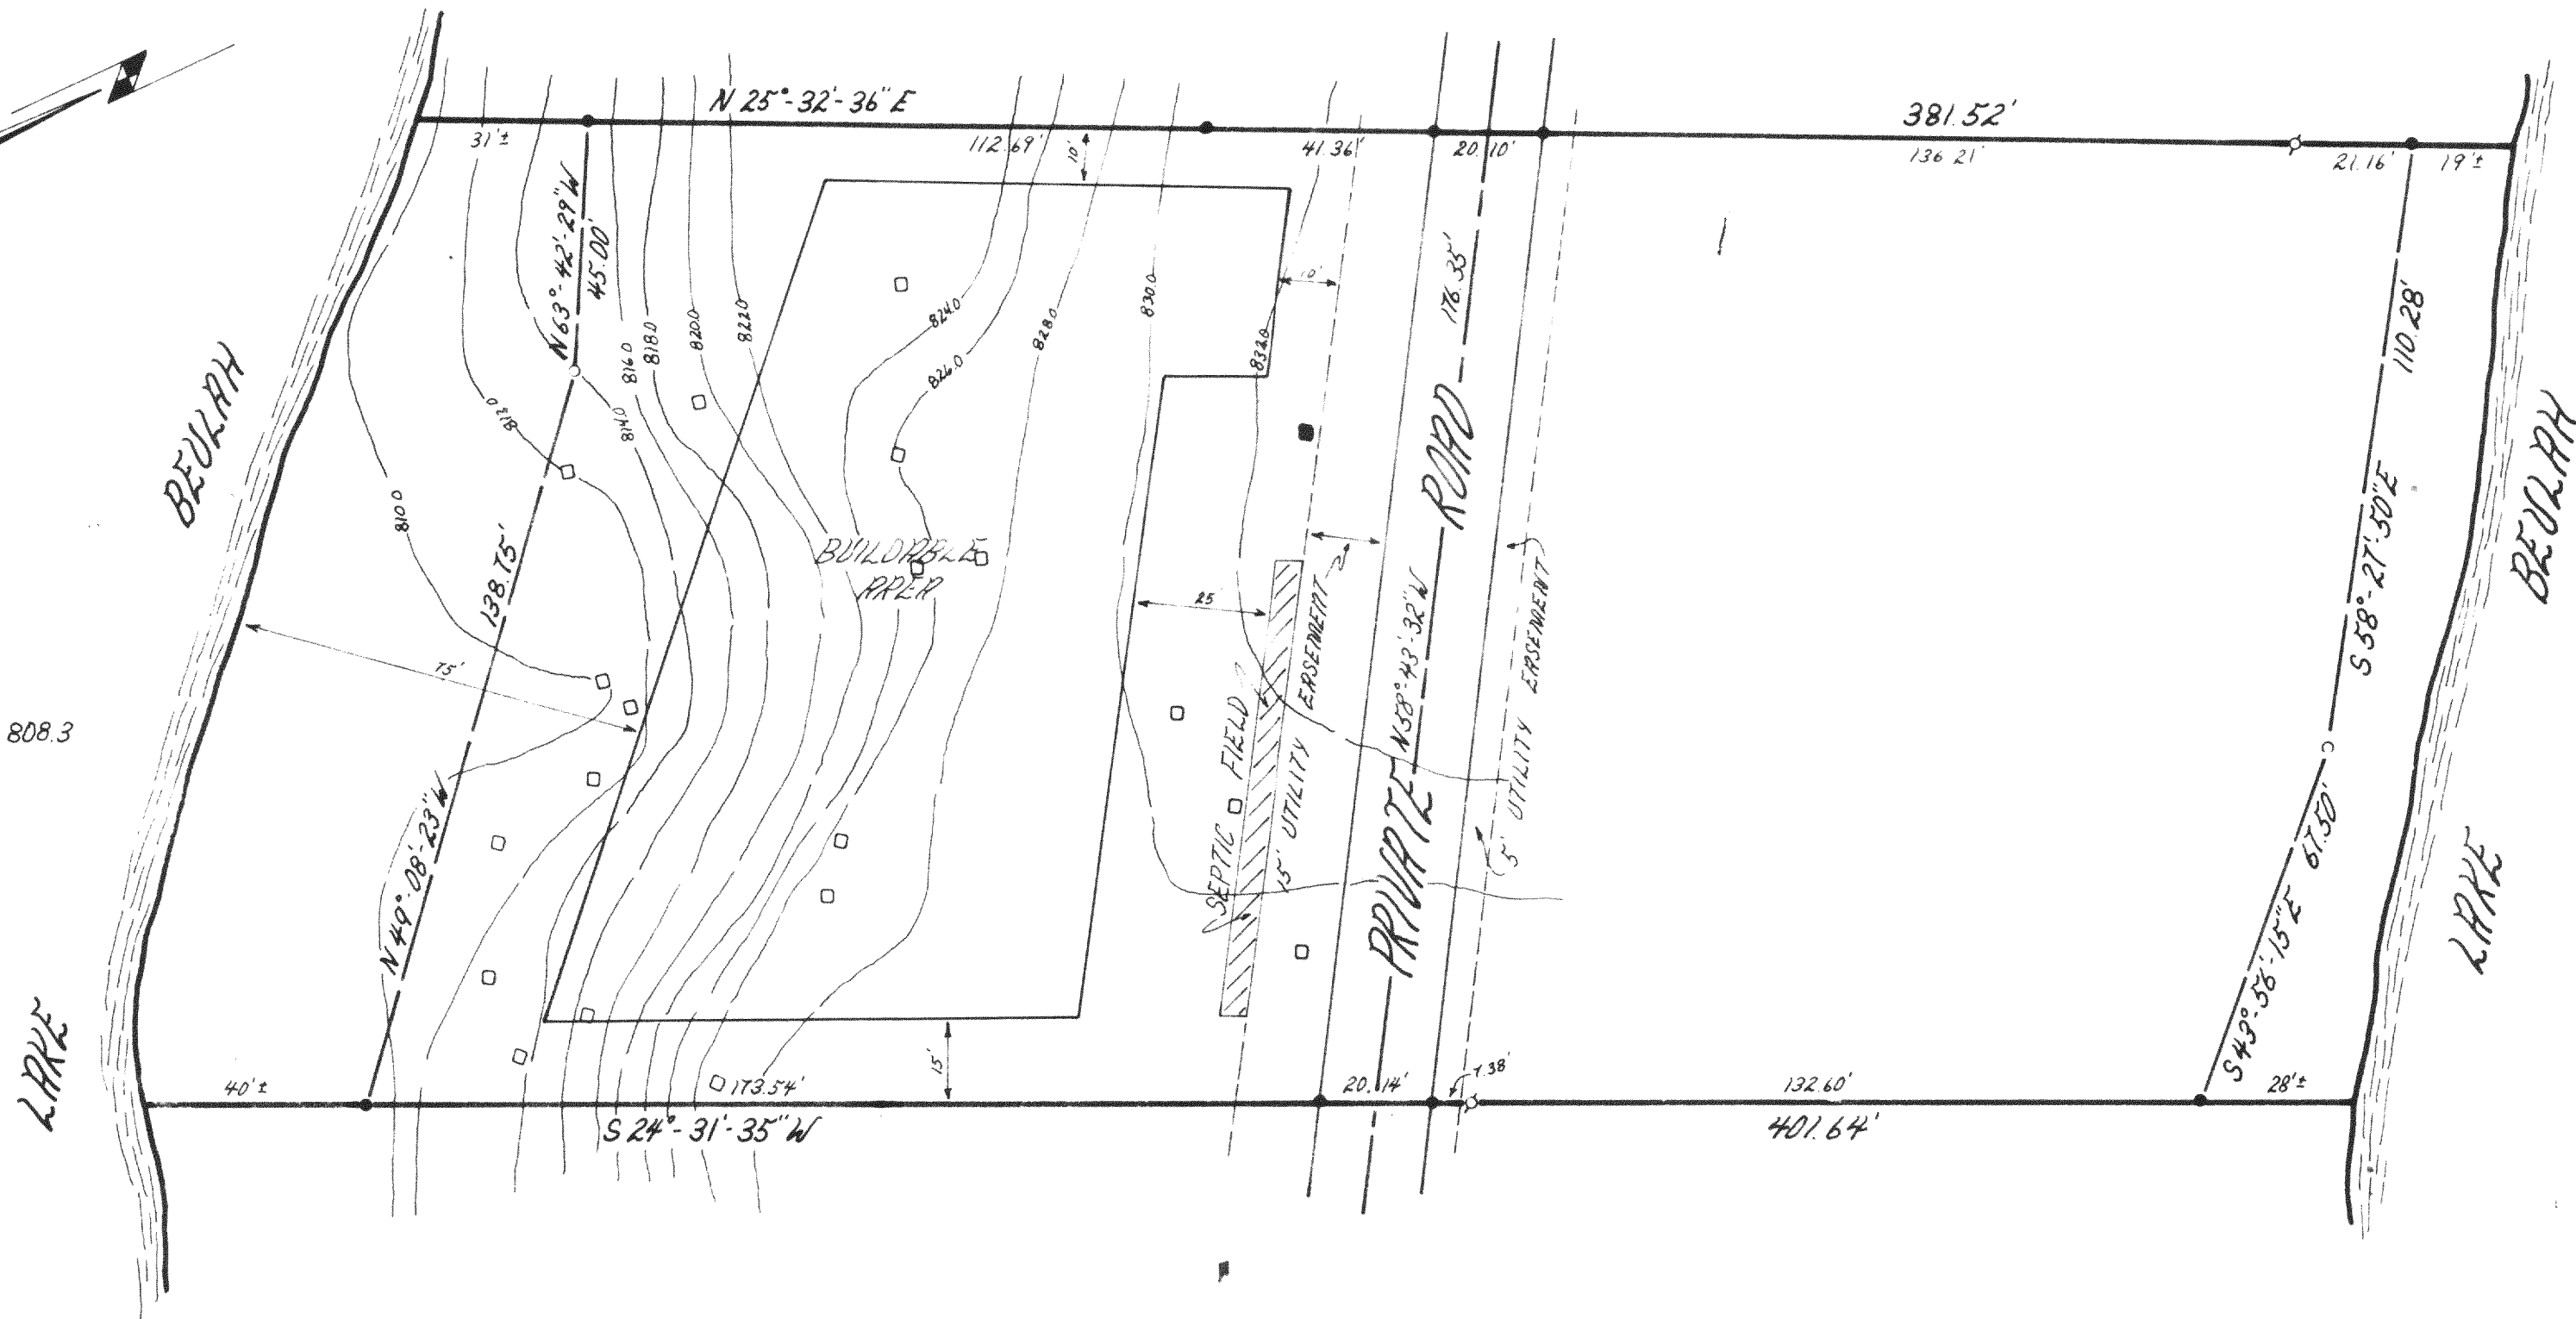 N 25°-32'-36" E
381.52'
31'±
112.69'
10'
41.36'
20.10'
136.21'
21.16'
19'±
N 63°-42'-29" W
45.00'
BEULAH
812.0
814.0
816.0
818.0
820.0
822.0
824.0
826.0
828.0
830.0
832.0
10'
176.35'
110.28'
BEULAH
810.0
138.75'
BUILDABLE
AREA
25'
PRIVATE ROAD
N 58°-43'-32" W
S 58°-27'-50" E
75'
808.3
SEPTIC FIELD
15' UTILITY EASEMENT
5' UTILITY EASEMENT
N 49°-08'-23" W
67.50'
S 43°-56'-15" E
LAKE
LAKE
15'
40'±
173.54'
20.14'
7.38'
132.60'
28'±
S 24°-31'-35" W
401.64'